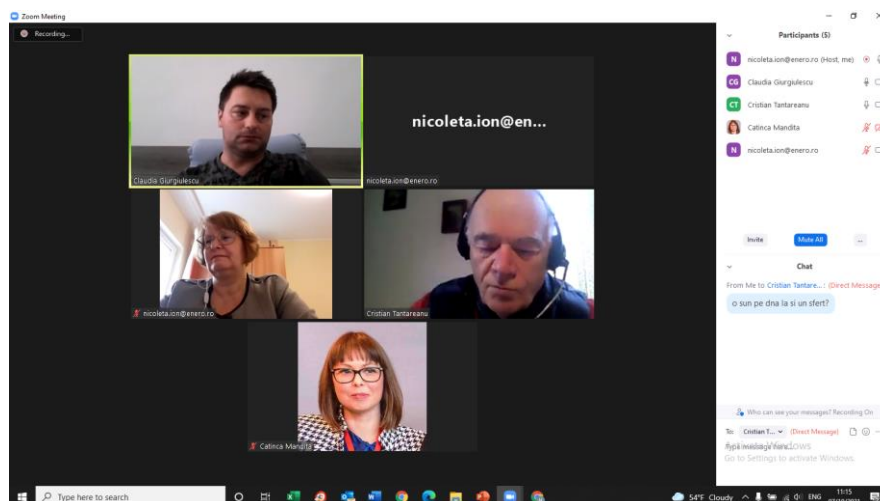 Zoom Meeting
Recording...
nicoleta.ion@en...
Claudia Giurgiulescu
nicoleta.ion@enero.ro
nicoleta.ion@enero.ro
Cristian Tantareanu
Catinca Mandita
Participants (5)
N nicoleta.ion@enero.ro (Host, me)
CG Claudia Giurgiulescu
CT Cristian Tantareanu
Catinca Mandita
N nicoleta.ion@enero.ro
Invite Mute All ...
Chat
From Me to Cristian Tantare...: (Direct Message)
o sun pe dna la si un sfert?
Who can see your messages? Recording On
To: Cristian T... (Direct Message)
Type message here...
Activate Windows
Go to Settings to activate Windows.
Type here to search
54°F Cloudy
ENG
11:15